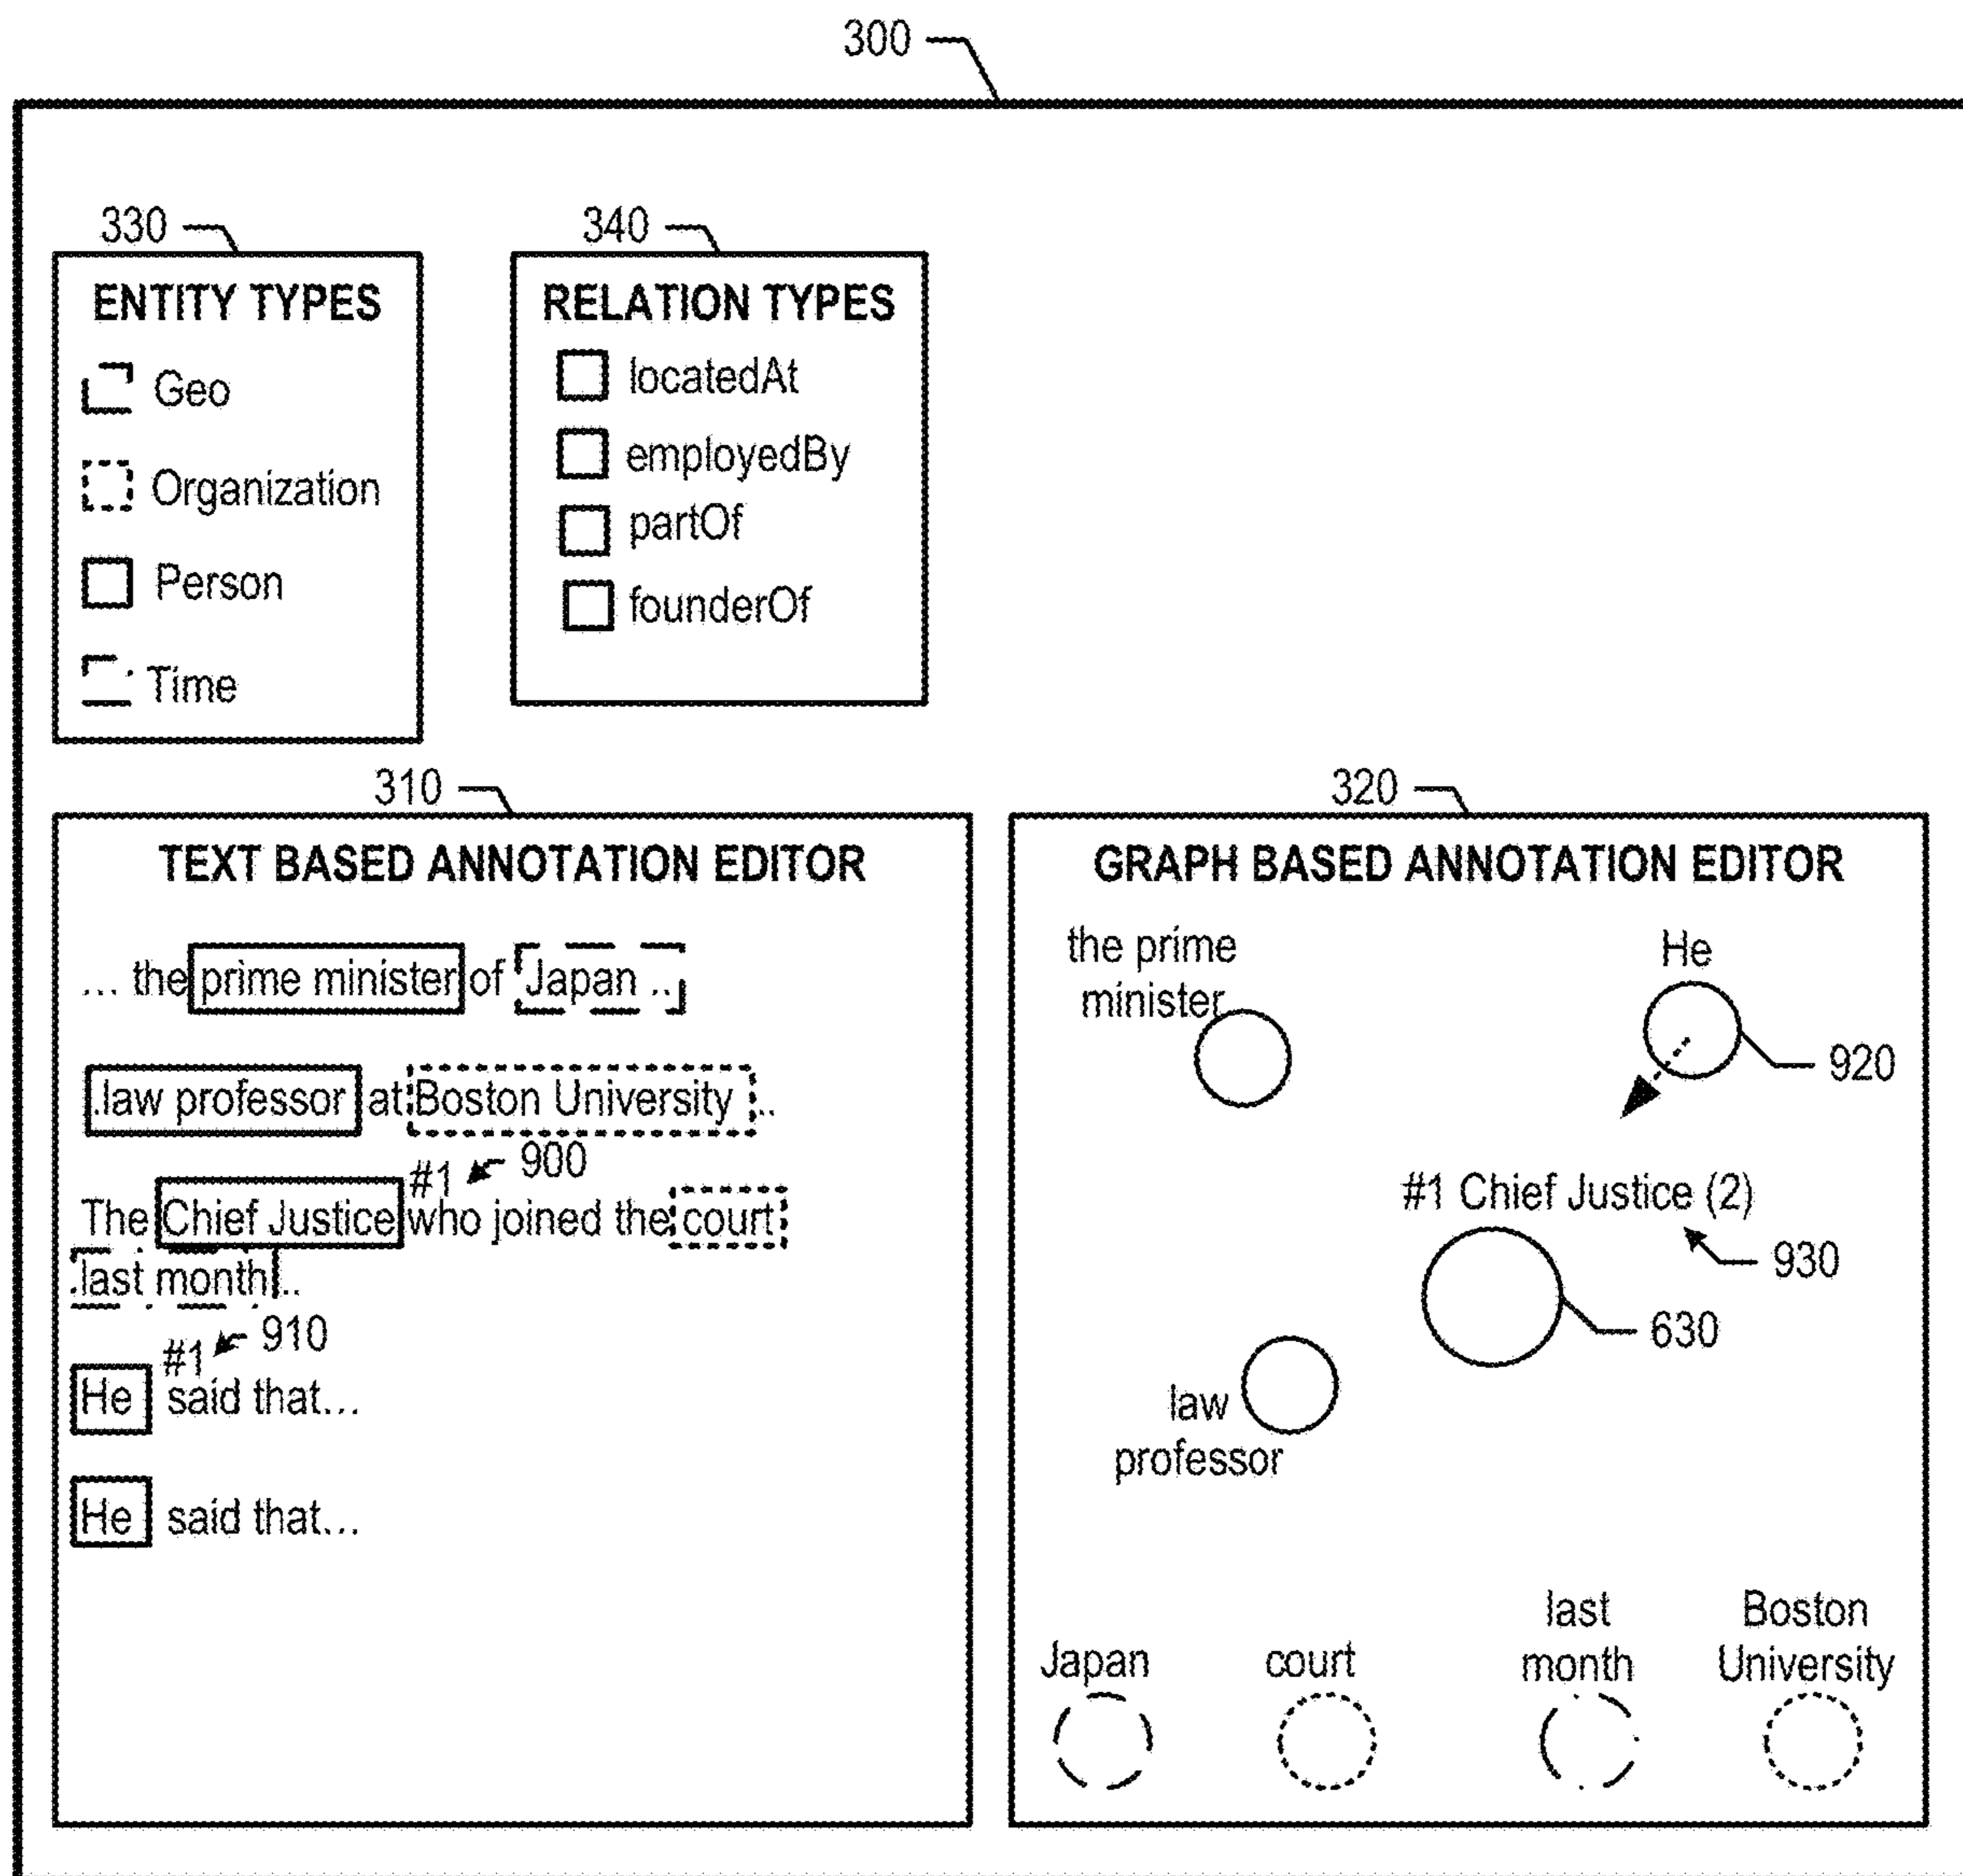 300
330
ENTITY TYPES
Geo
Organization
Person
Time
340
RELATION TYPES
locatedAt
employedBy
partOf
founderOf
310
TEXT BASED ANNOTATION EDITOR
... the prime minister of Japan ..
.law professor at Boston University ..
#1 900
The Chief Justice who joined the court
.last month..
#1 910
He said that...
He said that...
320
GRAPH BASED ANNOTATION EDITOR
the prime
minister
He
920
#1 Chief Justice (2)
930
630
law
professor
Japan
court
last
month
Boston
University